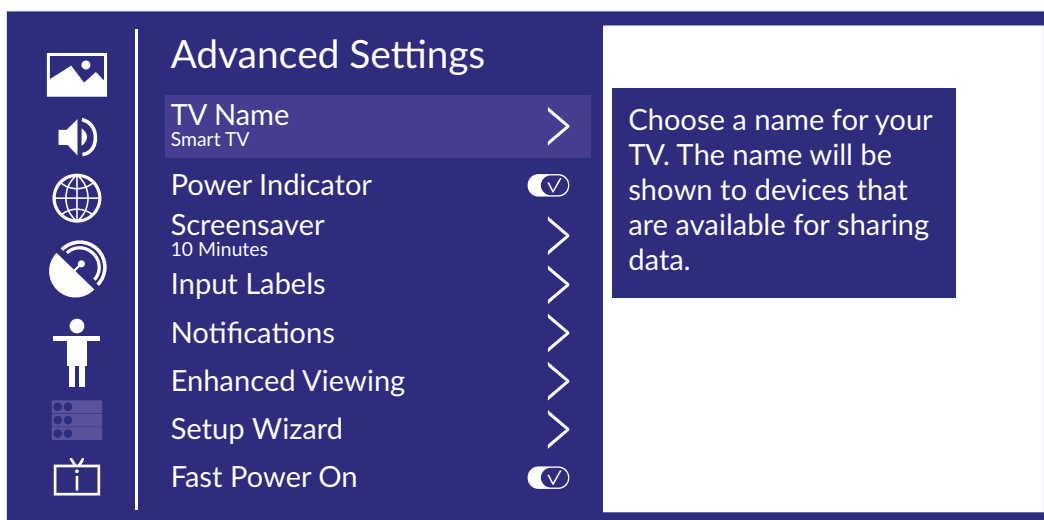 Advanced Settings
TV Name
Smart TV
Power Indicator
Screensaver
10 Minutes
Input Labels
Notifications
Enhanced Viewing
Setup Wizard
Fast Power On
Choose a name for your
TV. The name will be
shown to devices that
are available for sharing
data.
i